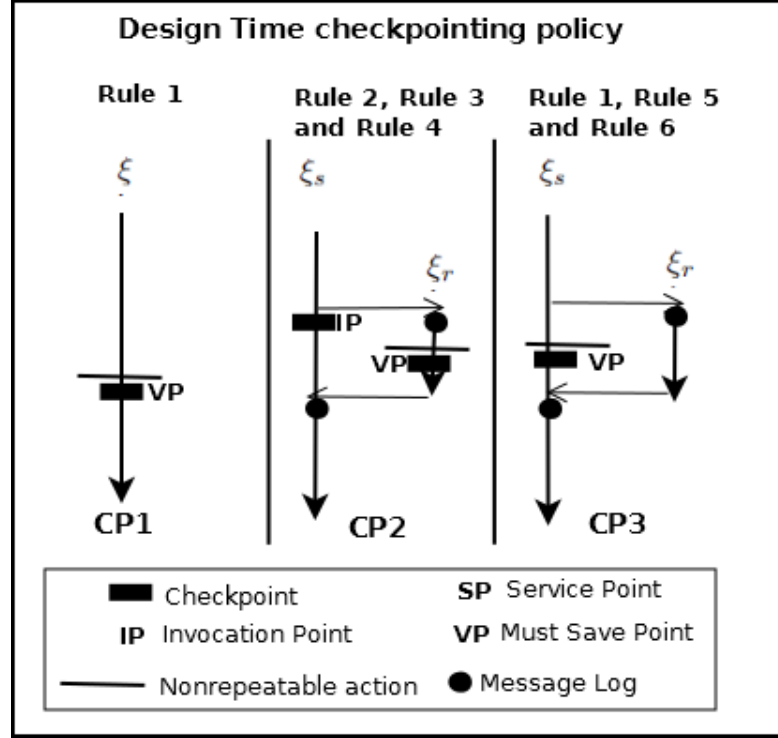 Design Time checkpointing policy
Rule 1
Rule 2, Rule 3
and Rule 4
Rule 1, Rule 5
and Rule 6
ξ
ξs
ξr
ξs
ξr
IP
VP
VP
VP
CP1
CP2
CP3
Checkpoint
SP Service Point
IP Invocation Point
VP Must Save Point
Nonrepeatable action
Message Log